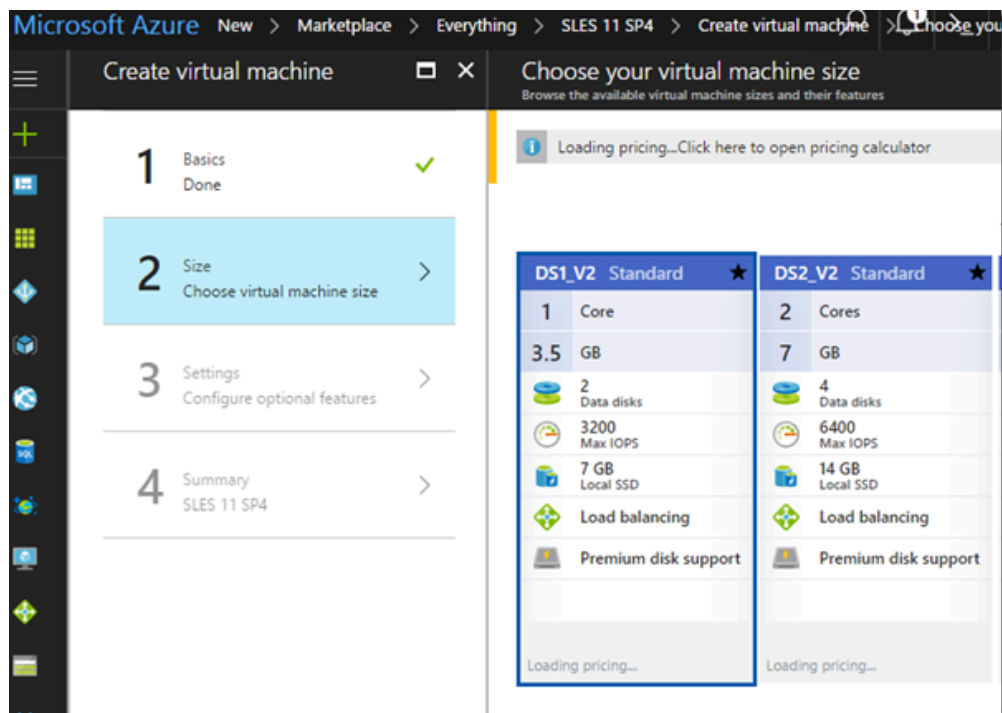 Microsoft Azure New > Marketplace > Everything > SLES 11 SP4 > Create virtual machine > Choose you
Create virtual machine
Choose your virtual machine size
Browse the available virtual machine sizes and their features
1
Basics
Done
2
Size
Choose virtual machine size
3
Settings
Configure optional features
4
Summary
SLES 11 SP4
Loading pricing...Click here to open pricing calculator
DS1_V2 Standard
1 Core
3.5 GB
2
Data disks
3200
Max IOPS
7 GB
Local SSD
Load balancing
Premium disk support
Loading pricing...
DS2_V2 Standard
2 Cores
7 GB
4
Data disks
6400
Max IOPS
14 GB
Local SSD
Load balancing
Premium disk support
Loading pricing...
SQL